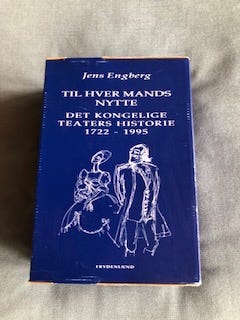 Jens Engberg
TIL HVER MANDS
NYTTE
DET KONGELIGE
TEATERS HISTORIE
1722 - 1995
FRYDENLUND